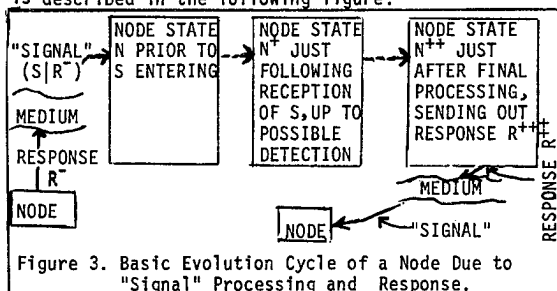 is described in the following figure:
"SIGNAL"
(S|R⁻)
MEDIUM
RESPONSE
R⁻
NODE
NODE STATE
N PRIOR TO
S ENTERING
NODE STATE
N⁺ JUST
FOLLOWING
RECEPTION
OF S,UP TO
POSSIBLE
DETECTION
NODE STATE
N⁺⁺ JUST
AFTER FINAL
PROCESSING,
SENDING OUT
RESPONSE R⁺⁺⁺
RESPONSE R⁺⁺
MEDIUM
NODE
"SIGNAL"
Figure 3. Basic Evolution Cycle of a Node Due to
"Signal" Processing and Response.